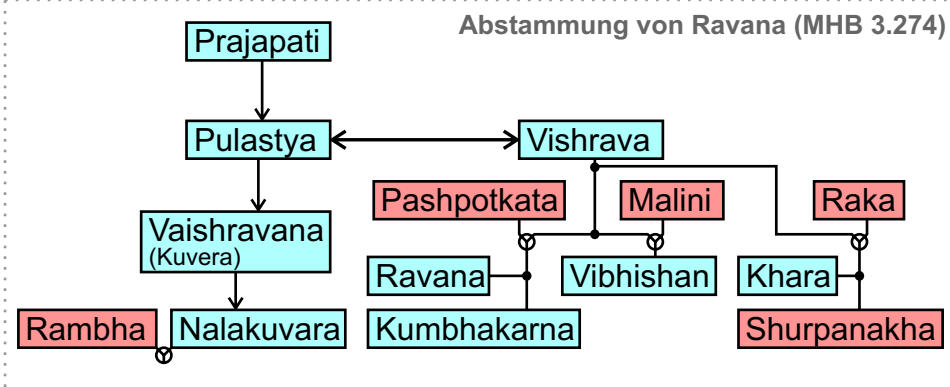 Abstammung von Ravana (MHB 3.274)
Prajapati
Pulastya
Vishrava
Pashpotkata
Malini
Raka
Vaishravana
(Kuvera)
Ravana
Vibhishan
Khara
Rambha
Nalakuvara
Kumbhakarna
Shurpanakha